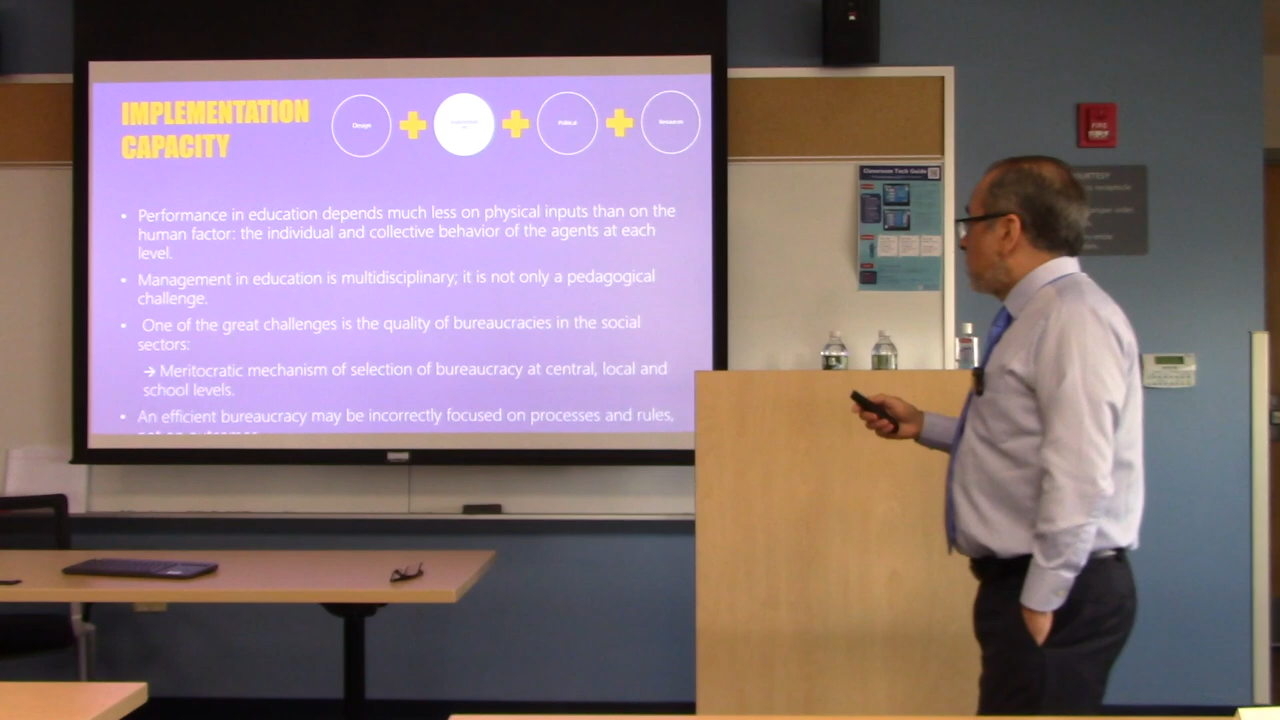 IMPLEMENTATION
CAPACITY
Design
Political
Resources
• Performance in education depends much less on physical inputs than on the
human factor: the individual and collective behavior of the agents at each
level.
• Management in education is multidisciplinary; it is not only a pedagogical
challenge.
• One of the great challenges is the quality of bureaucracies in the social
sectors:
→ Meritocratic mechanism of selection of bureaucracy at central, local and
school levels.
• An efficient bureaucracy may be incorrectly focused on processes and rules,
Classroom Tech Guide
FIRE